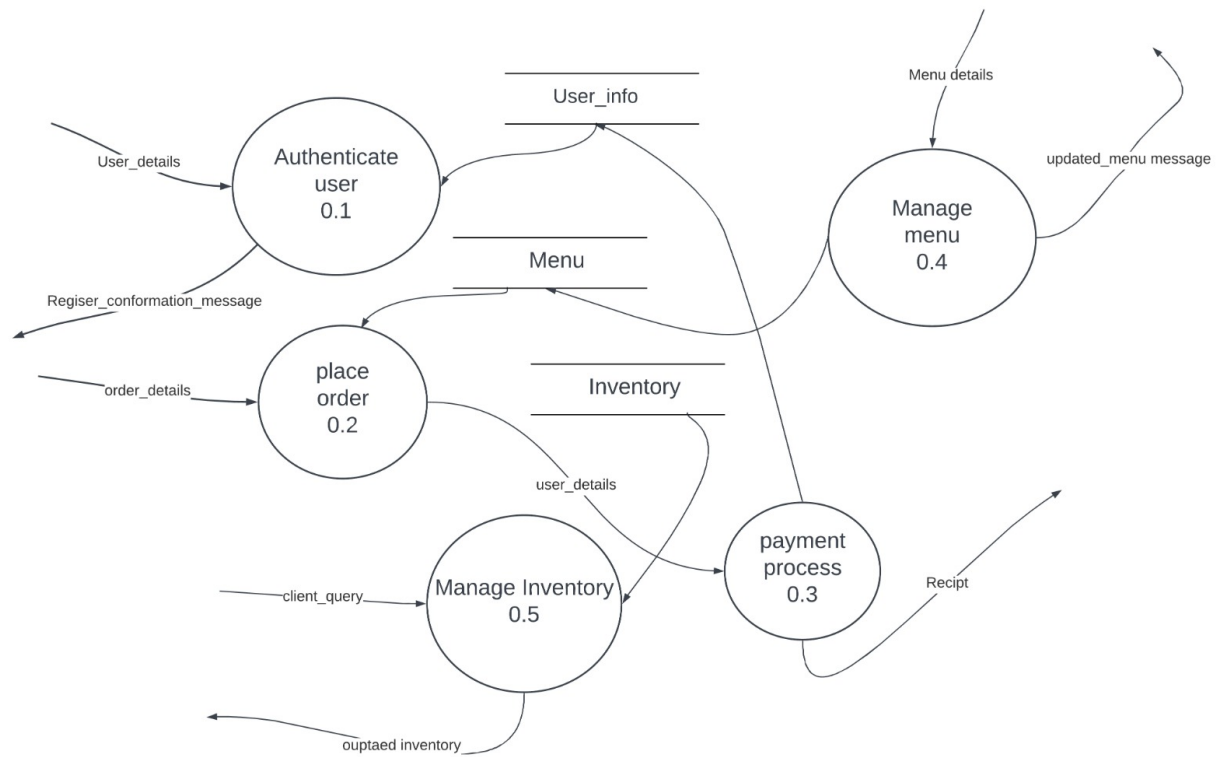 Menu details
User_info
Authenticate
user
0.1
User_details
updated_menu message
Manage
menu
0.4
Menu
Regiser_conformation_message
place
order
0.2
order_details
Inventory
user_details
payment
process
0.3
Recipt
Manage Inventory
0.5
client_query
ouptaed inventory